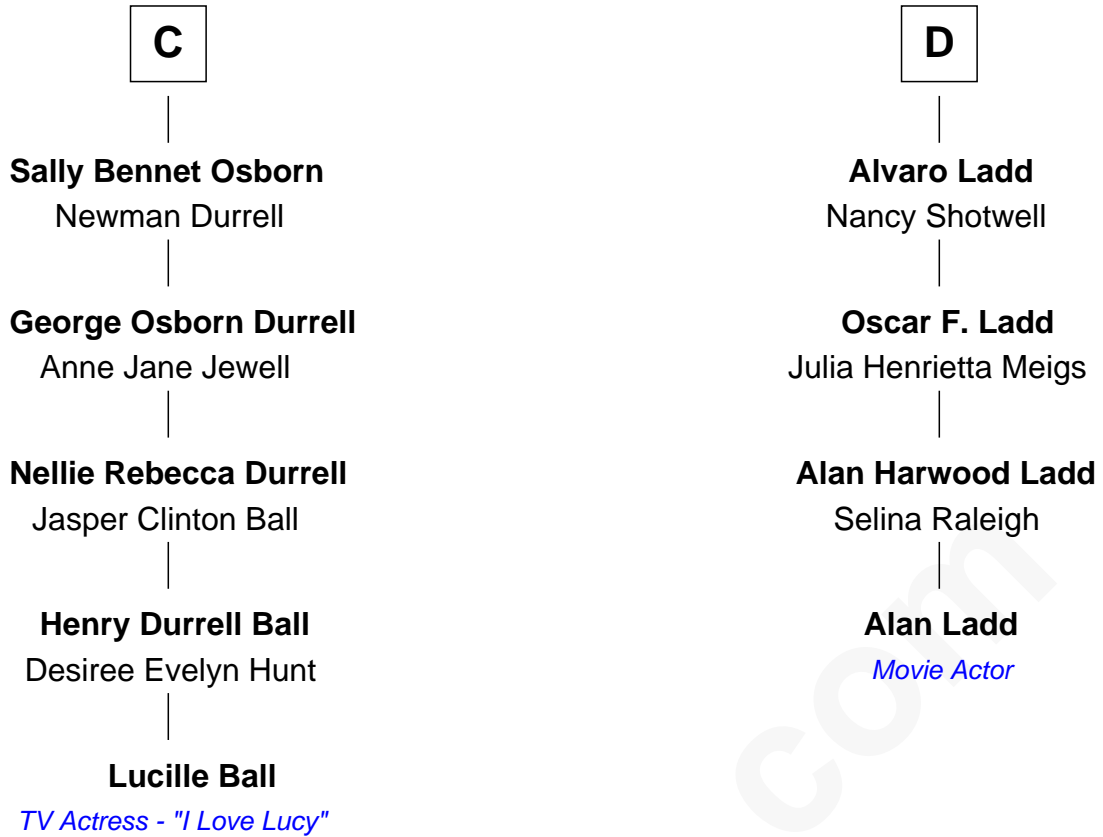 C
Sally Bennet Osborn
Newman Durrell
George Osborn Durrell
Anne Jane Jewell
Nellie Rebecca Durrell
Jasper Clinton Ball
Henry Durrell Ball
Desiree Evelyn Hunt
Lucille Ball
TV Actress - "I Love Lucy"
D
Alvaro Ladd
Nancy Shotwell
Oscar F. Ladd
Julia Henrietta Meigs
Alan Harwood Ladd
Selina Raleigh
Alan Ladd
Movie Actor
com